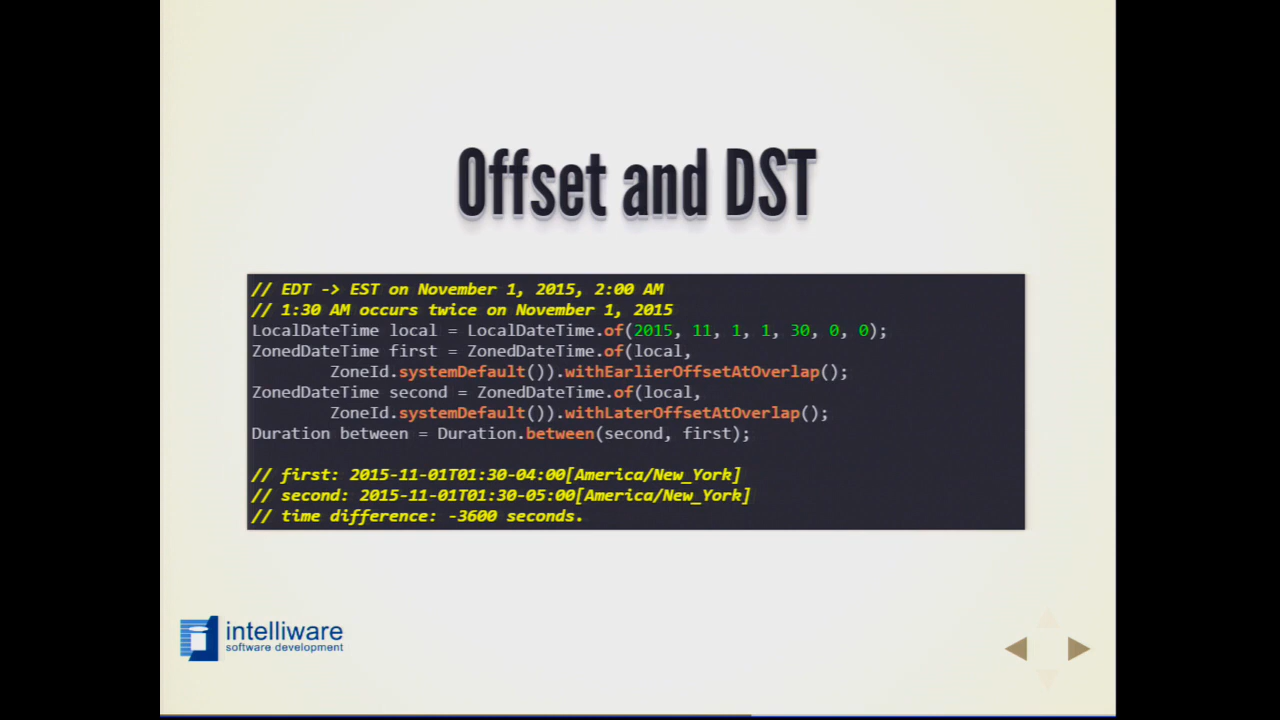 Offset and DST
// EDT -> EST on November 1, 2015, 2:00 AM
// 1:30 AM occurs twice on November 1, 2015
LocalDateTime local = LocalDateTime.of(2015, 11, 1, 1, 30, 0, 0);
ZonedDateTime first = ZonedDateTime.of(local,
ZoneId.systemDefault()).withEarlierOffsetAtOverlap();
ZonedDateTime second = ZonedDateTime.of(local,
ZoneId.systemDefault()).withLaterOffsetAtOverlap();
Duration between = Duration.between(second, first);
// first: 2015-11-01T01:30-04:00[America/New_York]
// second: 2015-11-01T01:30-05:00[America/New_York]
// time difference: -3600 seconds.
intelliware
software development